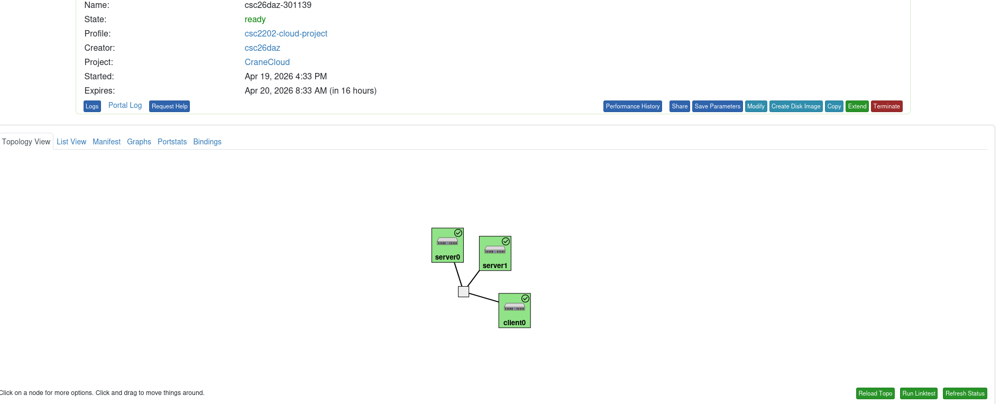 Name: csc26daz-301139
State: ready
Profile: csc2202-cloud-project
Creator: csc26daz
Project: CraneCloud
Started: Apr 19, 2026 4:33 PM
Expires: Apr 20, 2026 8:33 AM (in 16 hours)
Logs Portal Log Request Help Performance History Share Save Parameters Modify Create Disk Image Copy Extend Terminate
Topology View List View Manifest Graphs Portstats Bindings
server0
server1
client0
Click on a node for more options. Click and drag to move things around.
Reload Topo Run Linktest Refresh Status